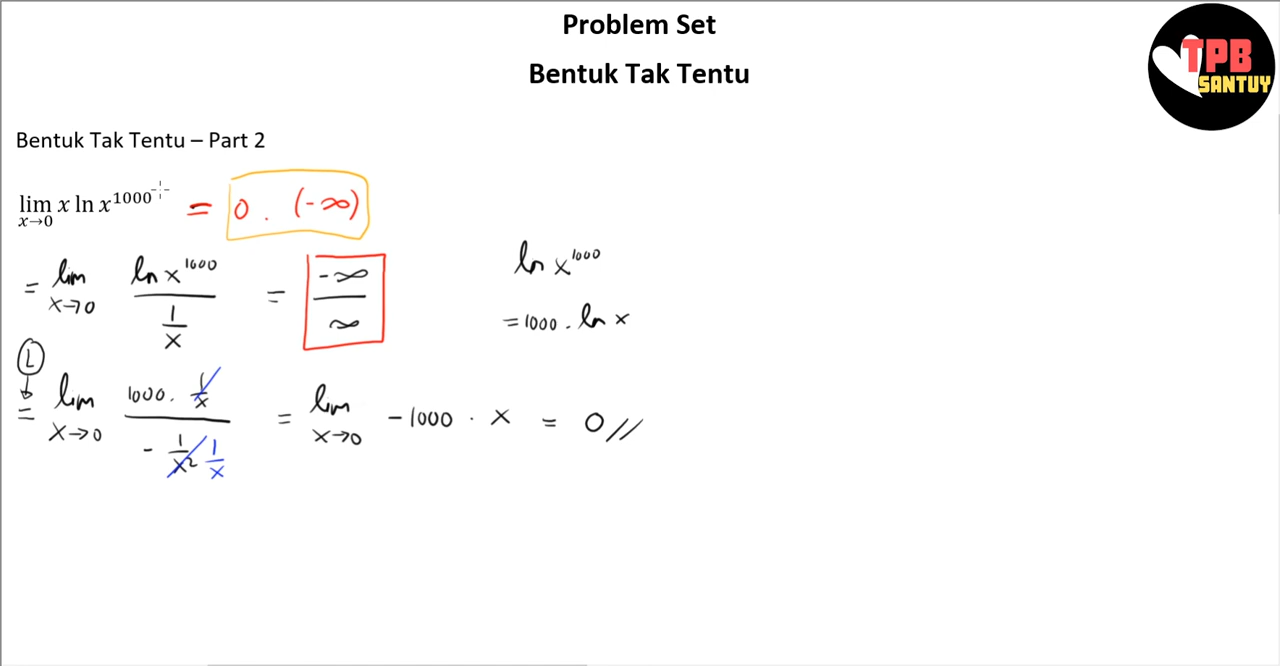 Problem Set
Bentuk Tak Tentu
TPB
SANTUY
Bentuk Tak Tentu – Part 2
lim x→0 x ln x^1000 = 0 . (-∞)
= lim x→0 (ln x^1000)/(1/x) = (-∞)/(∞)
ln x^1000
= 1000 . ln x
L
= lim x→0 (1000 . 1/x)/(- 1/x² 1/x) = lim x→0 -1000 · x = 0 //